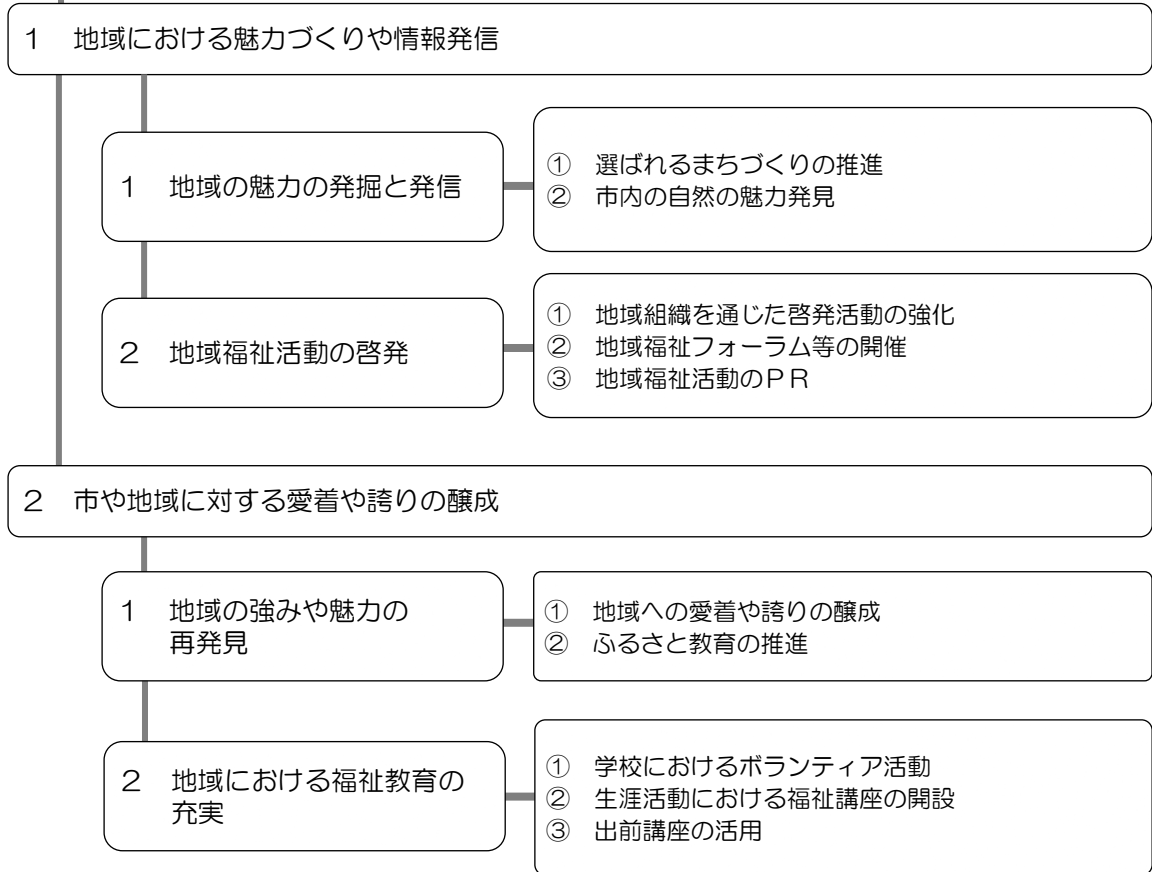 １　地域における魅力づくりや情報発信
１　地域の魅力の発掘と発信
①　選ばれるまちづくりの推進
②　市内の自然の魅力発見
２　地域福祉活動の啓発
①　地域組織を通じた啓発活動の強化
②　地域福祉フォーラム等の開催
③　地域福祉活動のＰＲ
２　市や地域に対する愛着や誇りの醸成
１　地域の強みや魅力の
再発見
①　地域への愛着や誇りの醸成
②　ふるさと教育の推進
２　地域における福祉教育の
充実
①　学校におけるボランティア活動
②　生涯活動における福祉講座の開設
③　出前講座の活用